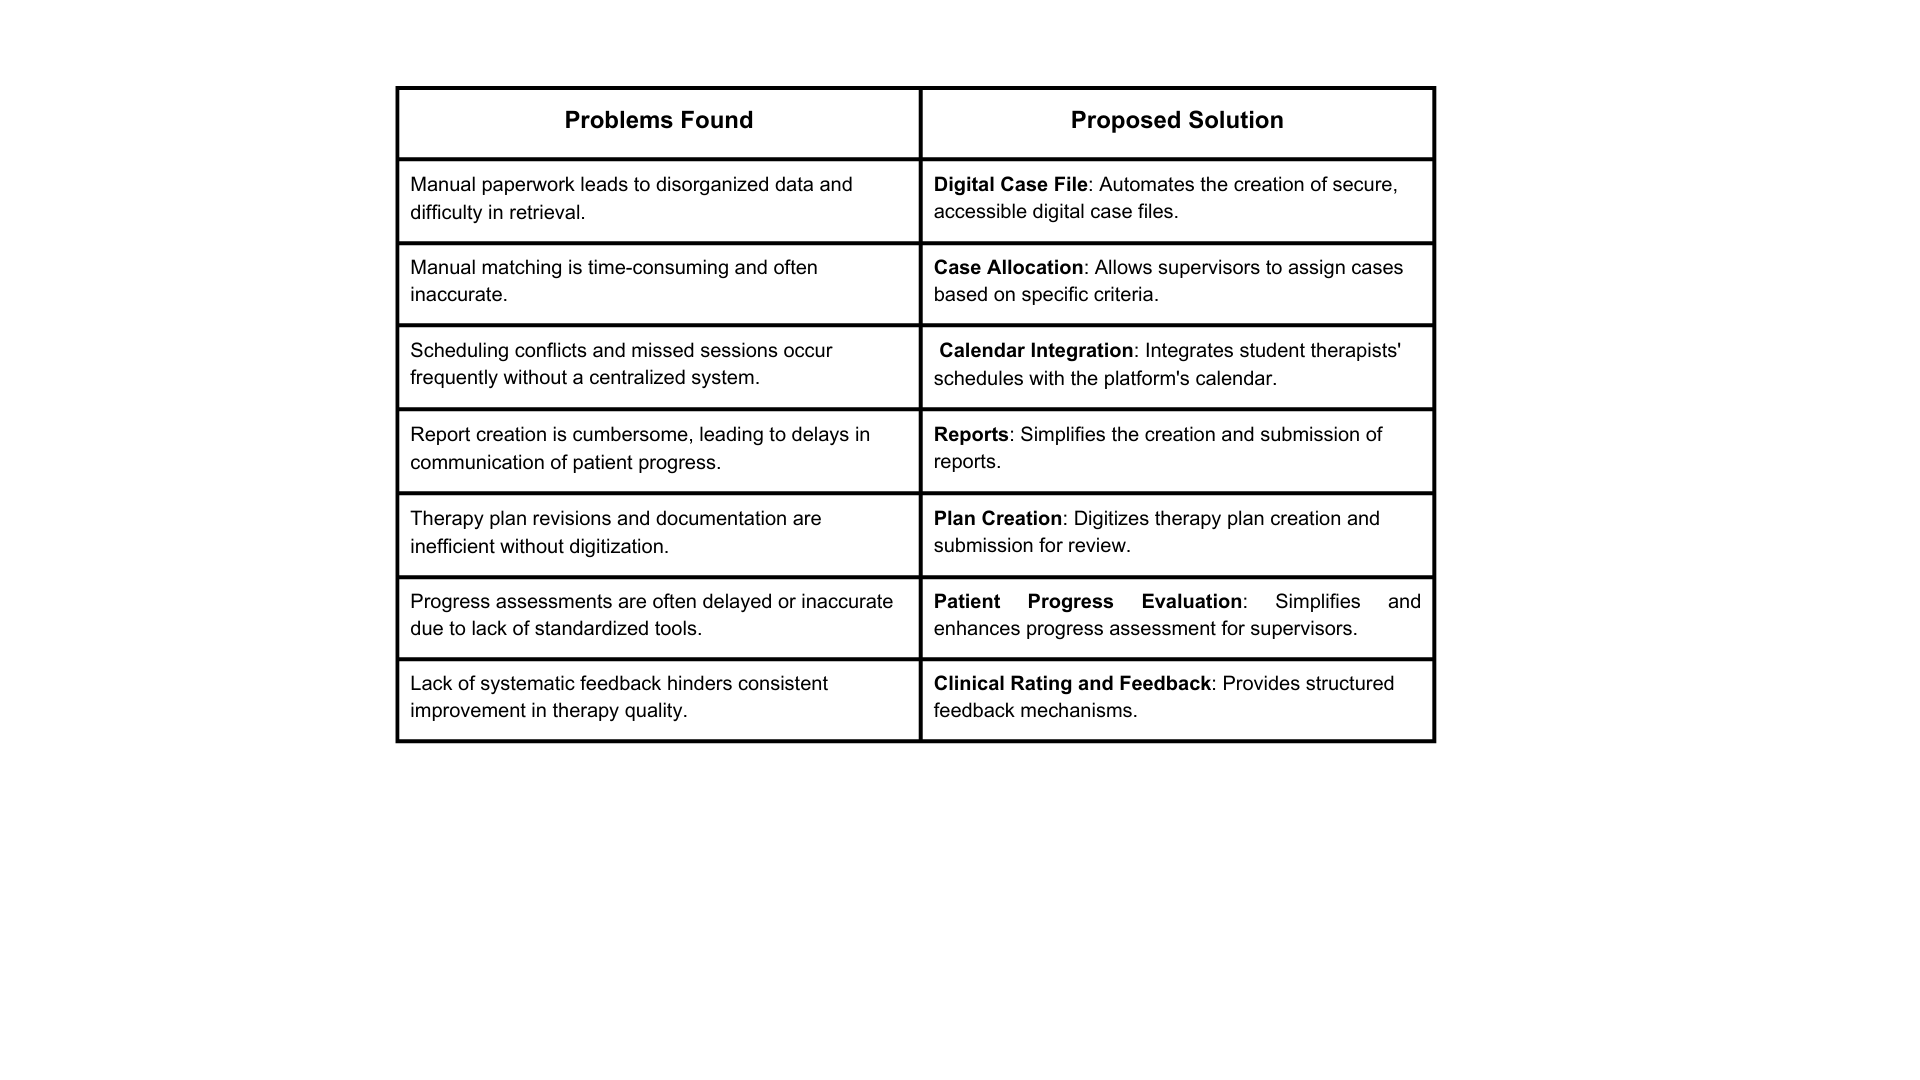 Problems Found
Proposed Solution
Manual paperwork leads to disorganized data and
difficulty in retrieval.
Digital Case File: Automates the creation of secure,
accessible digital case files.
Manual matching is time-consuming and often
inaccurate.
Case Allocation: Allows supervisors to assign cases
based on specific criteria.
Scheduling conflicts and missed sessions occur
frequently without a centralized system.
Calendar Integration: Integrates student therapists'
schedules with the platform's calendar.
Report creation is cumbersome, leading to delays in
communication of patient progress.
Reports: Simplifies the creation and submission of
reports.
Therapy plan revisions and documentation are
inefficient without digitization.
Plan Creation: Digitizes therapy plan creation and
submission for review.
Progress assessments are often delayed or inaccurate
due to lack of standardized tools.
Patient Progress Evaluation: Simplifies and
enhances progress assessment for supervisors.
Lack of systematic feedback hinders consistent
improvement in therapy quality.
Clinical Rating and Feedback: Provides structured
feedback mechanisms.